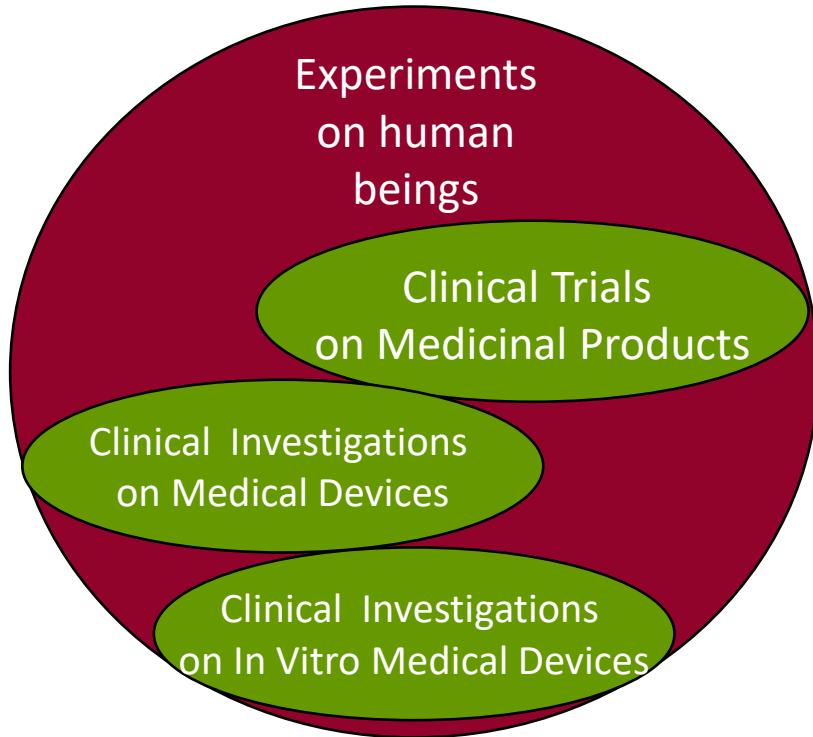 Experiments
on human
beings
Clinical Trials
on Medicinal Products
Clinical  Investigations
on Medical Devices
Clinical  Investigations
on In Vitro Medical Devices